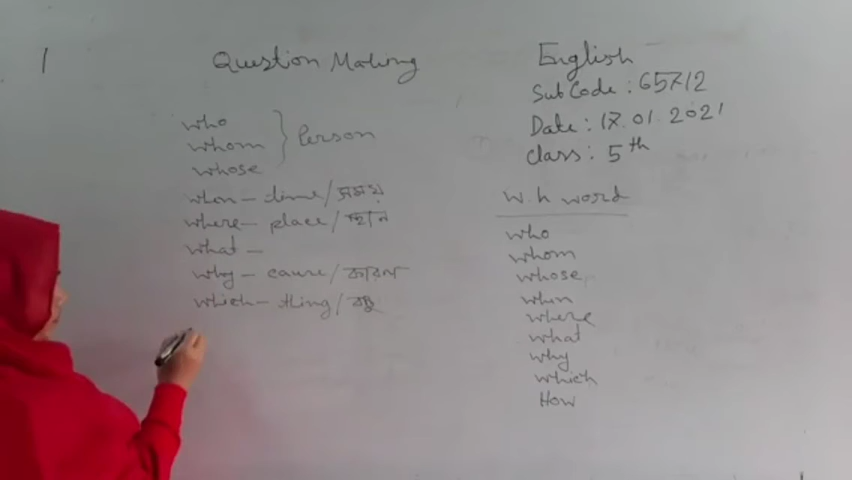 Question Making
who
whom } Person
whose
when - time / সময়
where - place / স্থান
what -
why - cause / কারণ
which - thing / বস্তু
English
Sub Code : 65712
Date : 17.01.2021
Class : 5th
W.h word
who
whom
whose
when
where
what
why
which
How